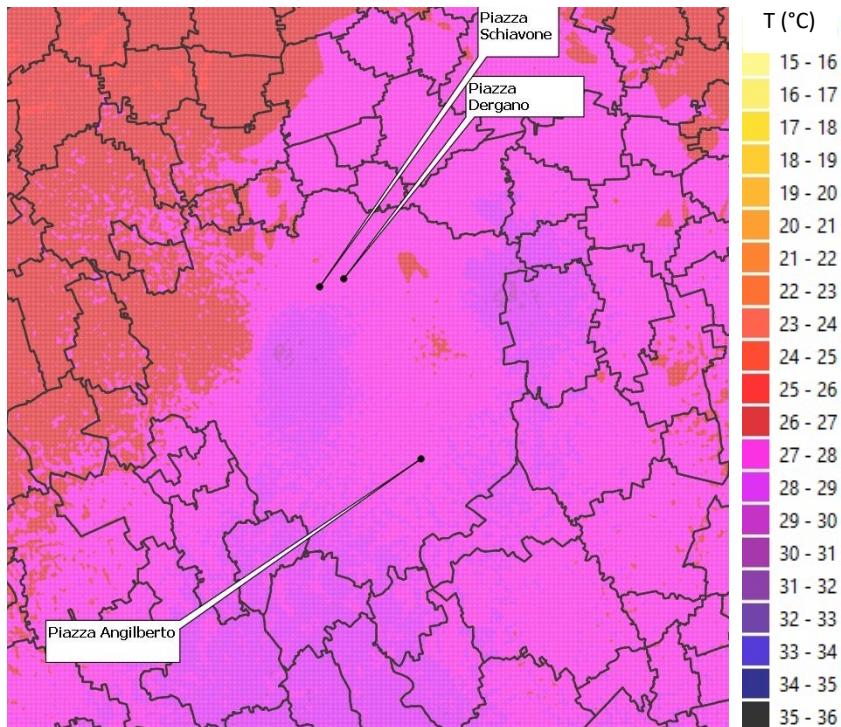 Piazza
Schiavone
Piazza
Dergano
Piazza Angilberto
T (°C)
15 - 16
16 - 17
17 - 18
18 - 19
19 - 20
20 - 21
21 - 22
22 - 23
23 - 24
24 - 25
25 - 26
26 - 27
27 - 28
28 - 29
29 - 30
30 - 31
31 - 32
32 - 33
33 - 34
34 - 35
35 - 36